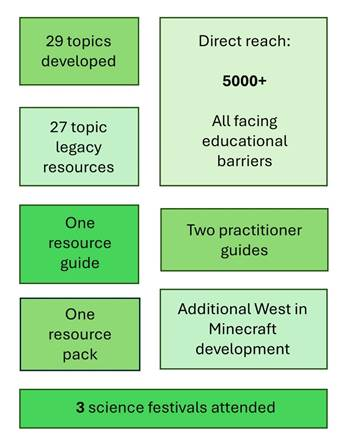 29 topics
developed
Direct reach:
5000+
All facing
educational
barriers
27 topic
legacy
resources
One
resource
guide
Two practitioner
guides
One
resource
pack
Additional West in
Minecraft
development
3 science festivals attended